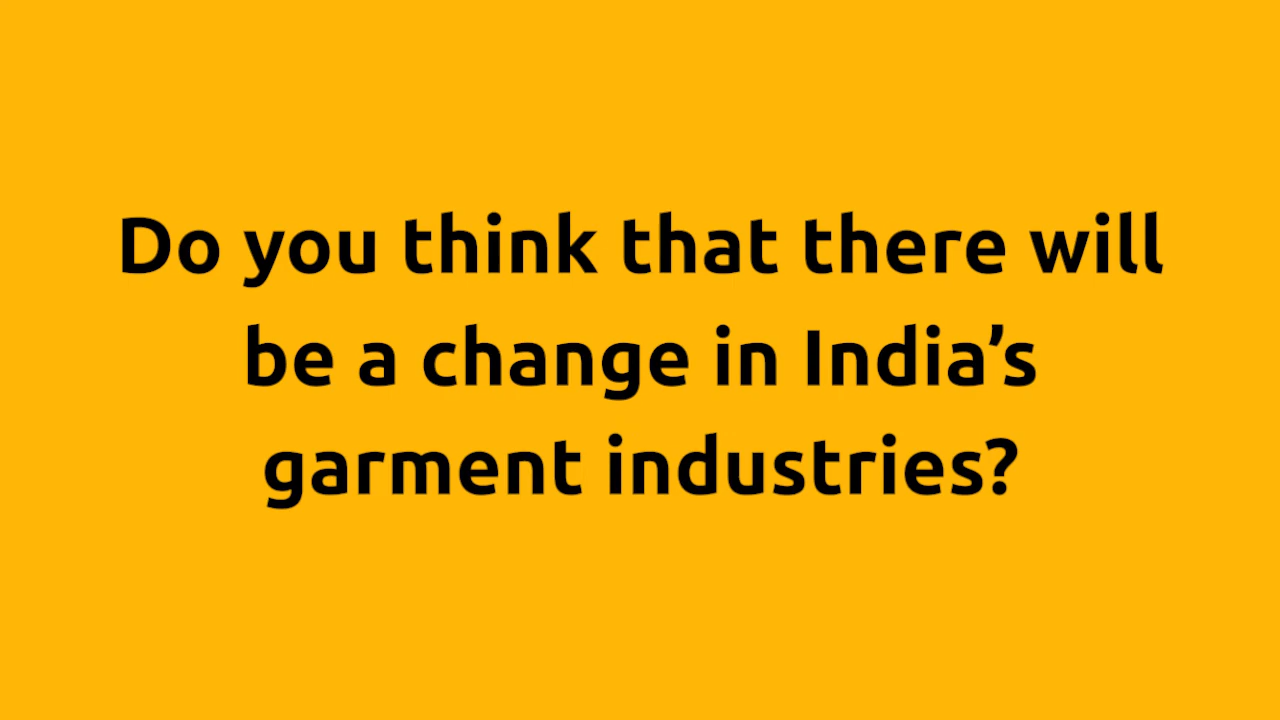 Do you think that there will
be a change in India’s
garment industries?